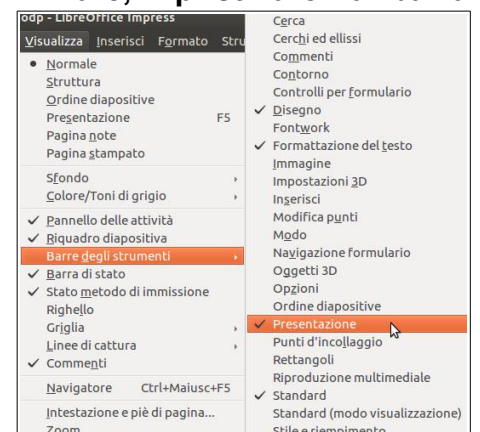 odp - LibreOffice Impress
Visualizza Inserisci Formato Stru
Normale
Struttura
Ordine diapositive
Presentazione F5
Pagina note
Pagina stampato
Sfondo
Colore/Toni di grigio
Pannello delle attività
Riquadro diapositiva
Barre degli strumenti
Barra di stato
Stato metodo di immissione
Righello
Griglia
Linee di cattura
Commenti
Navigatore Ctrl+Maiusc+F5
Intestazione e piè di pagina...
Zoom
Cerca
Cerchi ed ellissi
Commenti
Contorno
Controlli per formulario
Disegno
Fontwork
Formattazione del testo
Immagine
Impostazioni 3D
Inserisci
Modifica punti
Modo
Navigazione formulario
Oggetti 3D
Opzioni
Ordine diapositive
Presentazione
Punti d'incollaggio
Rettangoli
Riproduzione multimediale
Standard
Standard (modo visualizzazione)
Stile e riempimento